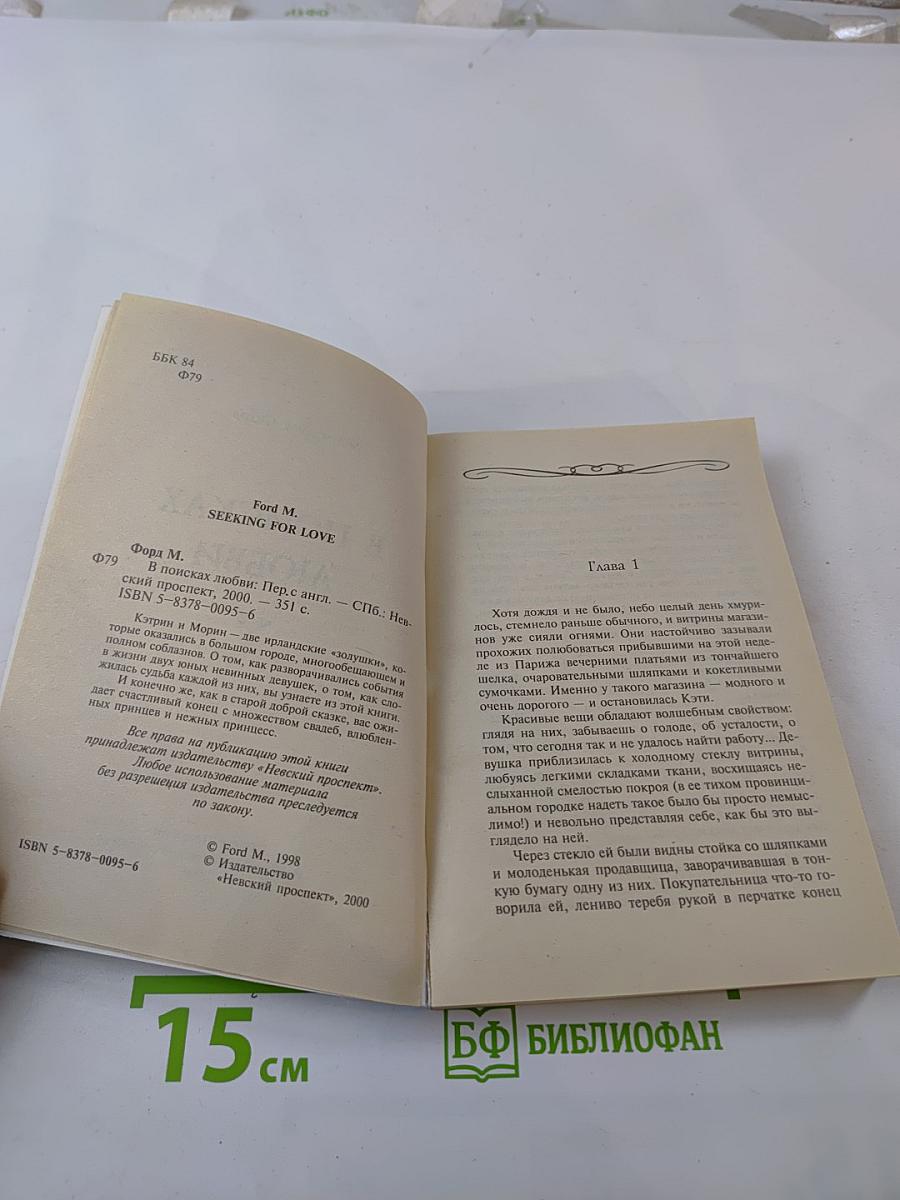 ББК 84
Ф79
Ford M.
SEEKING FOR LOVE
Форд М.
Ф79 В поисках любви: Пер. с англ. — СПб.: Нев-
ский проспект, 2000. — 351 с.
ISBN 5–8378–0095–6
Кэтрин и Морин — две ирландские «золушки», ко-
торые оказались в большом городе, многообещающем и
полном соблазнов. О том, как разворачивались события
в жизни двух юных невинных девушек, о том, как сло-
жилась судьба каждой из них, вы узнаете из этой книги.
И конечно же, как в старой доброй сказке, вас ожи-
дает счастливый конец с множеством свадеб, влюблен-
ных принцев и нежных принцесс.
Все права на публикацию этой книги
принадлежат издательству «Невский проспект».
Любое использование материала
без разрешения издательства преследуется
по закону.
ISBN 5–8378–0095–6
© Ford M., 1998
© Издательство
«Невский проспект», 2000
Глава 1
Хотя дождя и не было, небо целый день хмури-
лось, стемнело раньше обычного, и витрины магази-
нов уже сияли огнями. Они настойчиво зазывали
прохожих полюбоваться прибывшими на этой неде-
ле из Парижа вечерними платьями из тончайшего
шелка, очаровательными шляпками и кокетливыми
сумочками. Именно у такого магазина — модного и
очень дорогого — и остановилась Кэти.
Красивые вещи обладают волшебным свойством:
глядя на них, забываешь о голоде, об усталости, о
том, что сегодня так и не удалось найти работу... Де-
вушка приблизилась к холодному стеклу витрины,
любуясь легкими складками ткани, восхищаясь не-
слыханной смелостью покроя (в ее тихом провинци-
альном городке надеть такое было бы просто немыс-
лимо!) и невольно представляя себе, как бы это вы-
глядело на ней.
Через стекло ей были видны стойка со шляпками
и молоденькая продавщица, заворачивавшая в тон-
кую бумагу одну из них. Покупательница что-то го-
ворила ей, лениво теребя рукой в перчатке конец
15 см
БФ БИБЛИОФАН